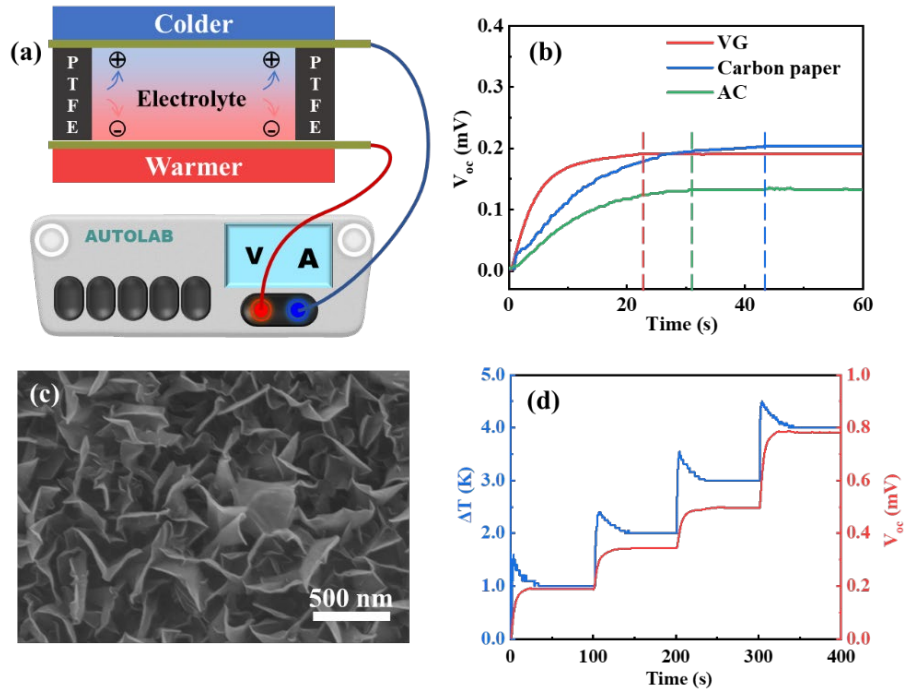 (a)
Colder
P T F E
Electrolyte
P T F E
Warmer
AUTOLAB
V A
(b)
VG
Carbon paper
AC
V_oc (mV)
0.4
0.3
0.2
0.1
0.0
0 20 40 60
Time (s)
(c)
500 nm
(d)
ΔT (K)
5.0
4.0
3.0
2.0
1.0
0.0
1.0
0.8
0.6
0.4
0.2
0.0
V_oc (mV)
0 100 200 300 400
Time (s)